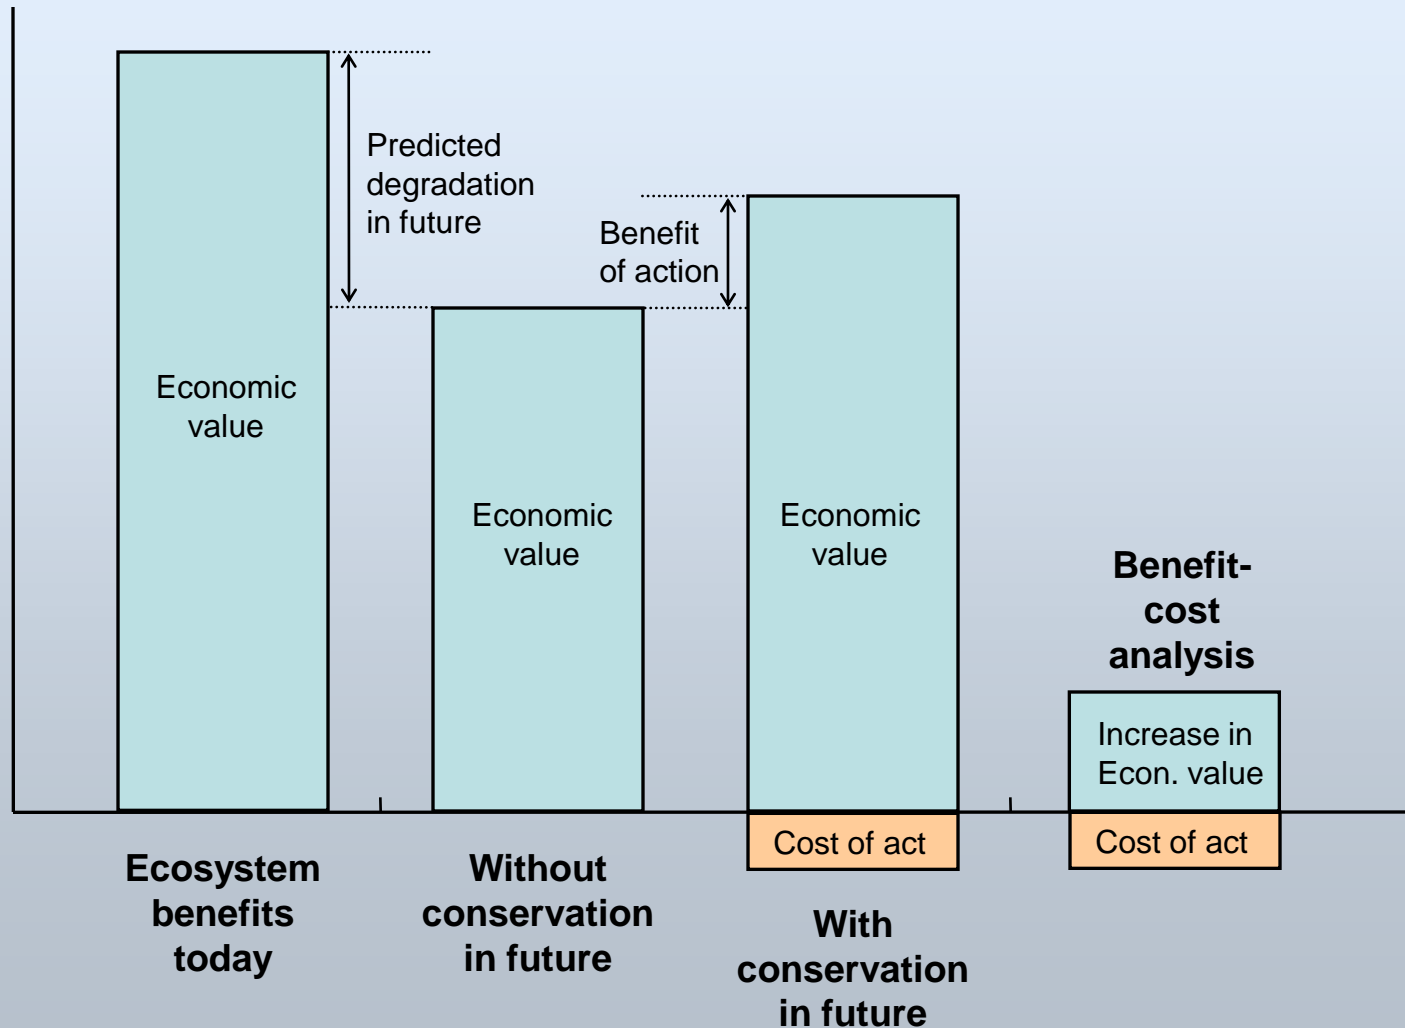 Predicted
degradation
in future
Benefit
of action
Economic
value
Economic
value
Economic
value
Benefit-
cost
analysis
Increase in
Econ. value
Cost of act
Cost of act
Ecosystem
benefits
today
Without
conservation
in future
With
conservation
in future